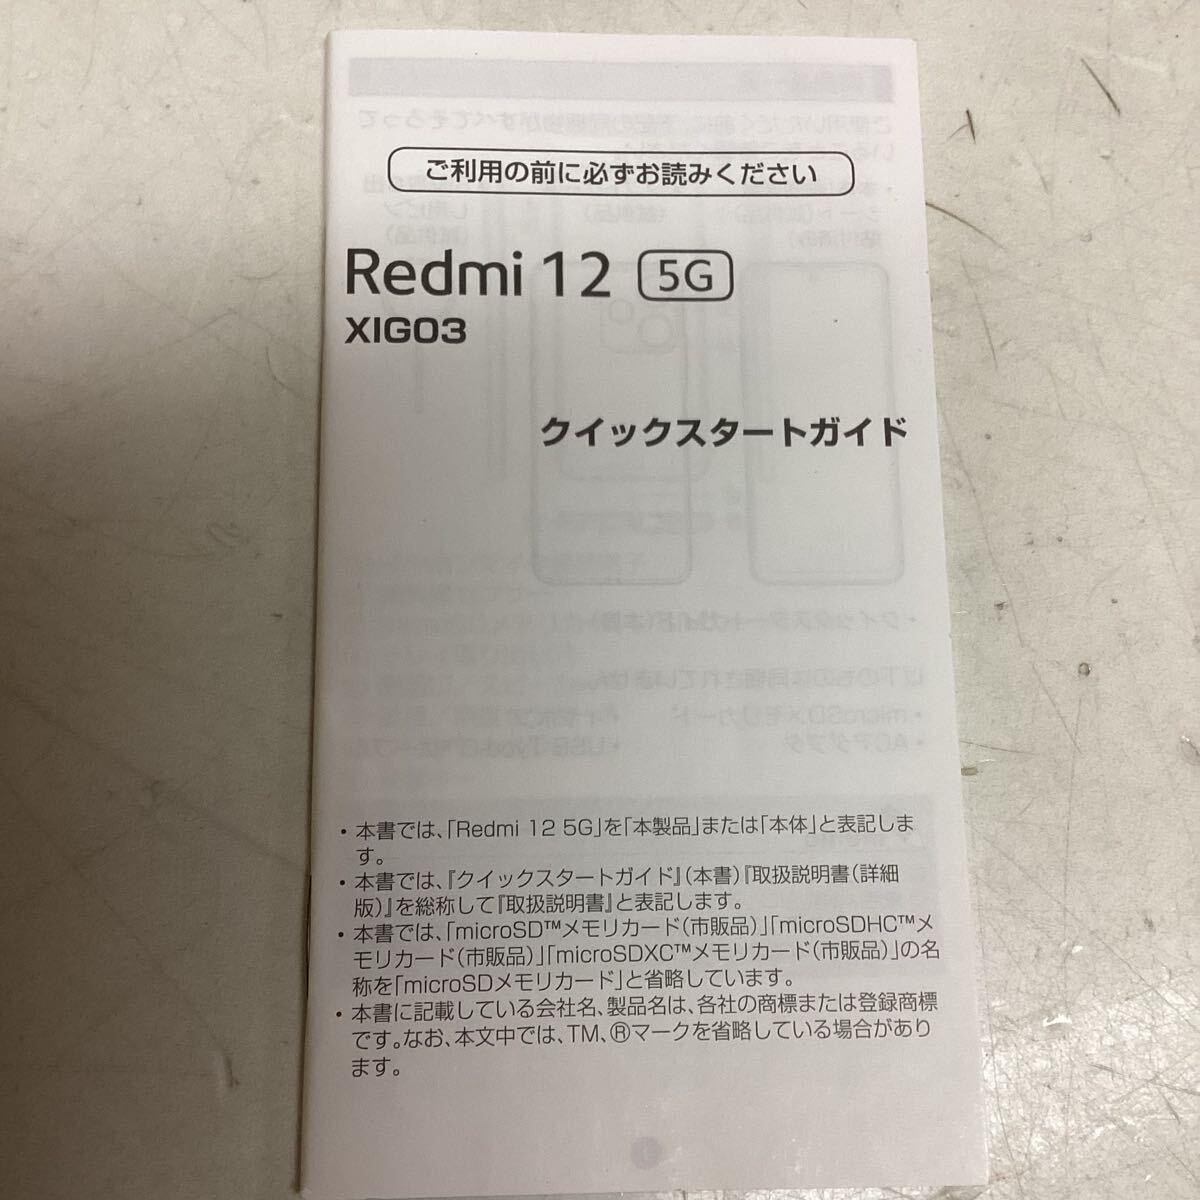 ご利用の前に必ずお読みください
Redmi 12 5G
XIG03
クイックスタートガイド
・本書では、「Redmi 12 5G」を「本製品」または「本体」と表記しま
す。
・本書では、『クイックスタートガイド』(本書)『取扱説明書(詳細
版)』を総称して『取扱説明書』と表記します。
・本書では、「microSD™メモリカード(市販品)」「microSDHC™メ
モリカード(市販品)」「microSDXC™メモリカード(市販品)」の名
称を「microSDメモリカード」と省略しています。
・本書に記載している会社名、製品名は、各社の商標または登録商標
です。なお、本文中では、TM、®マークを省略している場合があり
ます。